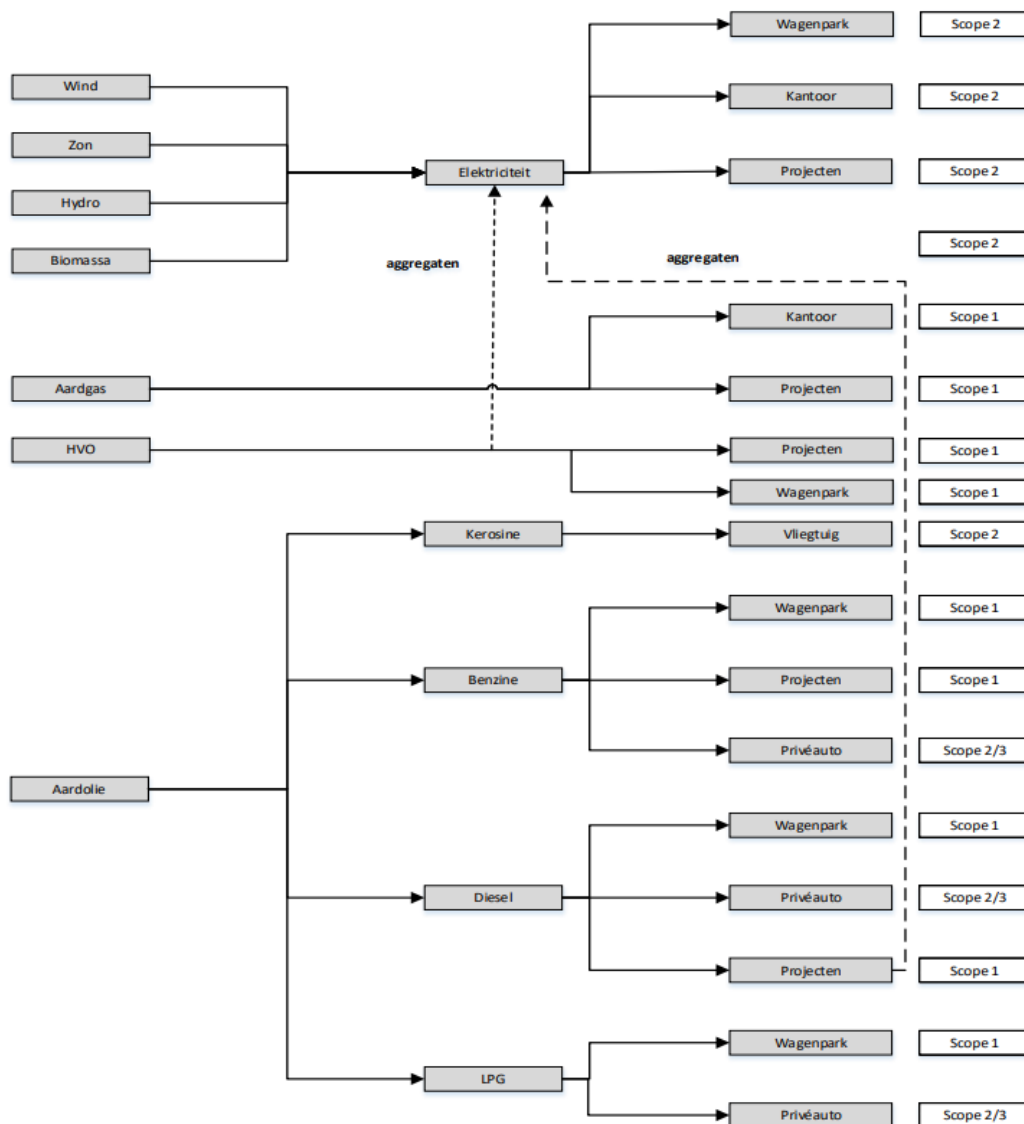 Wagenpark Scope 2
Wind
Kantoor Scope 2
Zon
Elektriciteit Projecten Scope 2
Hydro
Scope 2
Biomassa
aggregaten aggregaten
Kantoor Scope 1
Aardgas Projecten Scope 1
HVO Projecten Scope 1
Wagenpark Scope 1
Kerosine Vliegtuig Scope 2
Wagenpark Scope 1
Benzine Projecten Scope 1
Privéauto Scope 2/3
Aardolie
Wagenpark Scope 1
Diesel Privéauto Scope 2/3
Projecten Scope 1
Wagenpark Scope 1
LPG
Privéauto Scope 2/3